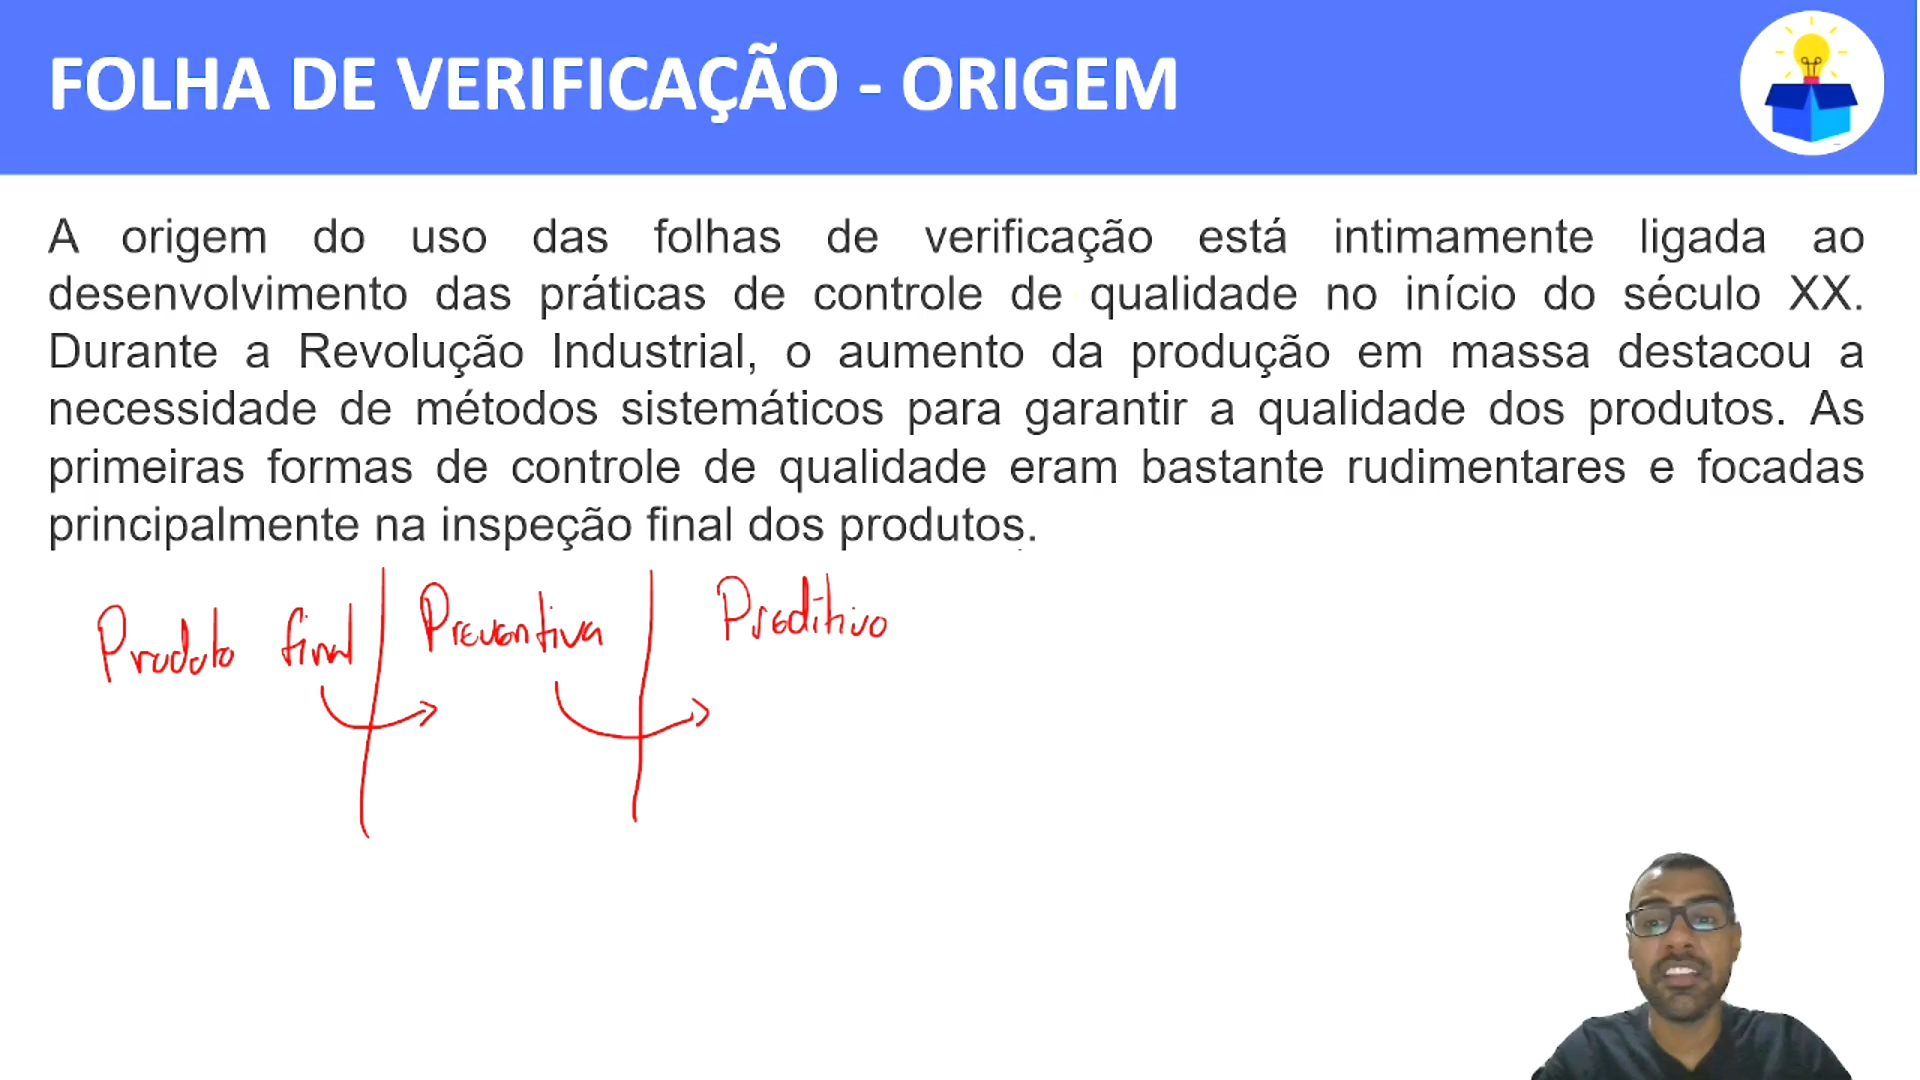 FOLHA DE VERIFICAÇÃO - ORIGEM
A origem do uso das folhas de verificação está intimamente ligada ao
desenvolvimento das práticas de controle de qualidade no início do século XX.
Durante a Revolução Industrial, o aumento da produção em massa destacou a
necessidade de métodos sistemáticos para garantir a qualidade dos produtos. As
primeiras formas de controle de qualidade eram bastante rudimentares e focadas
principalmente na inspeção final dos produtos.
Produto final Preventiva Preditivo